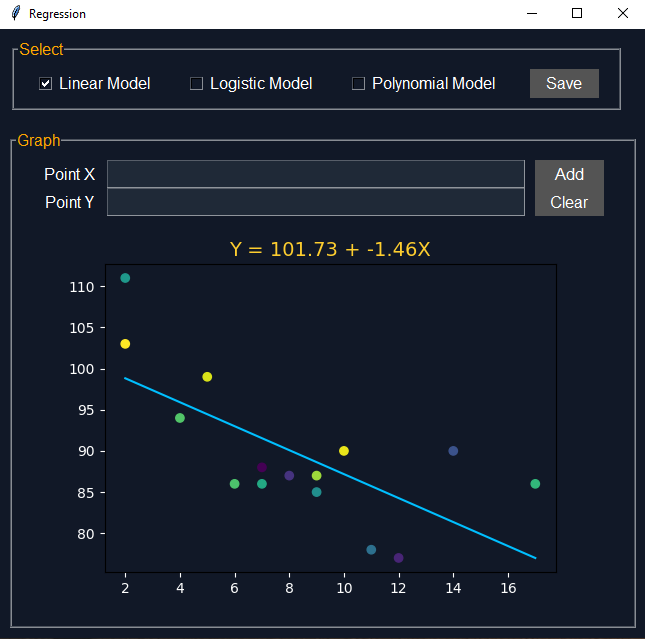 Regression
Select
Linear Model Logistic Model Polynomial Model Save
Graph
Point X Add
Point Y Clear
Y = 101.73 + -1.46X
110
105
100
95
90
85
80
2 4 6 8 10 12 14 16